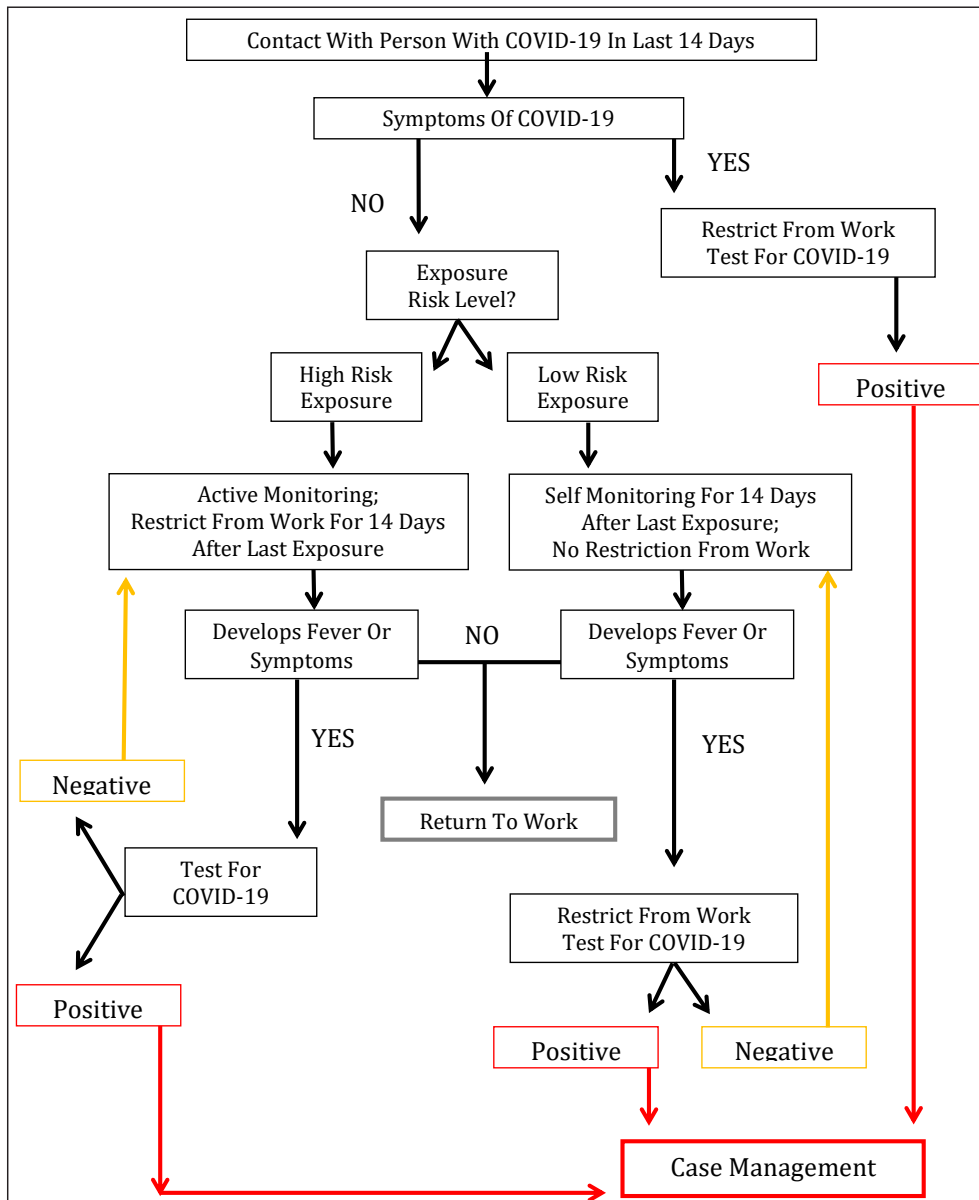 Contact With Person With COVID-19 In Last 14 Days
Symptoms Of COVID-19
YES
NO
Restrict From Work
Test For COVID-19
Exposure
Risk Level?
High Risk
Exposure
Low Risk
Exposure
Positive
Active Monitoring;
Restrict From Work For 14 Days
After Last Exposure
Self Monitoring For 14 Days
After Last Exposure;
No Restriction From Work
Develops Fever Or
Symptoms
NO
Develops Fever Or
Symptoms
YES
YES
Negative
Return To Work
Test For
COVID-19
Restrict From Work
Test For COVID-19
Positive
Positive
Negative
Case Management